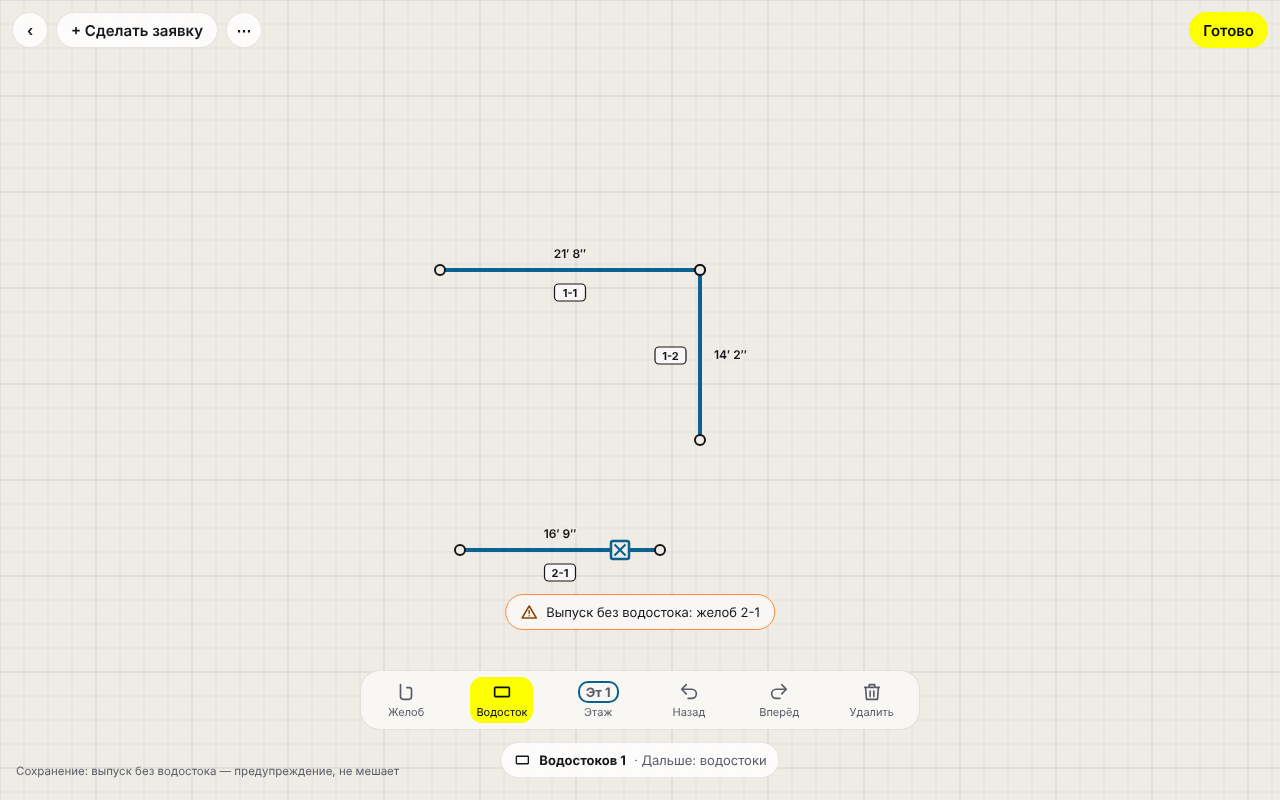 ‹
+ Сделать заявку
⋯
Готово
21′ 8″
1-1
1-2
14′ 2″
16′ 9″
2-1
Выпуск без водостока: желоб 2-1
Желоб
Водосток
Эт 1
Этаж
Назад
Вперёд
Удалить
Водостоков 1 · Дальше: водостоки
Сохранение: выпуск без водостока — предупреждение, не мешает